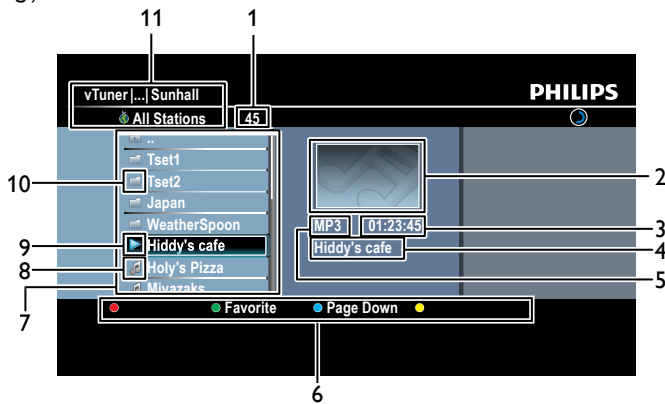 11 1
vTuner |...| Sunhall
PHILIPS
All Stations 45
..
Tset1
10 Tset2 2
Japan
WeatherSpoon MP3 01:23:45 3
9 Hiddy's cafe Hiddy's cafe 4
8 Holy's Pizza 5
7 Miyazaks
Favorite Page Down
6